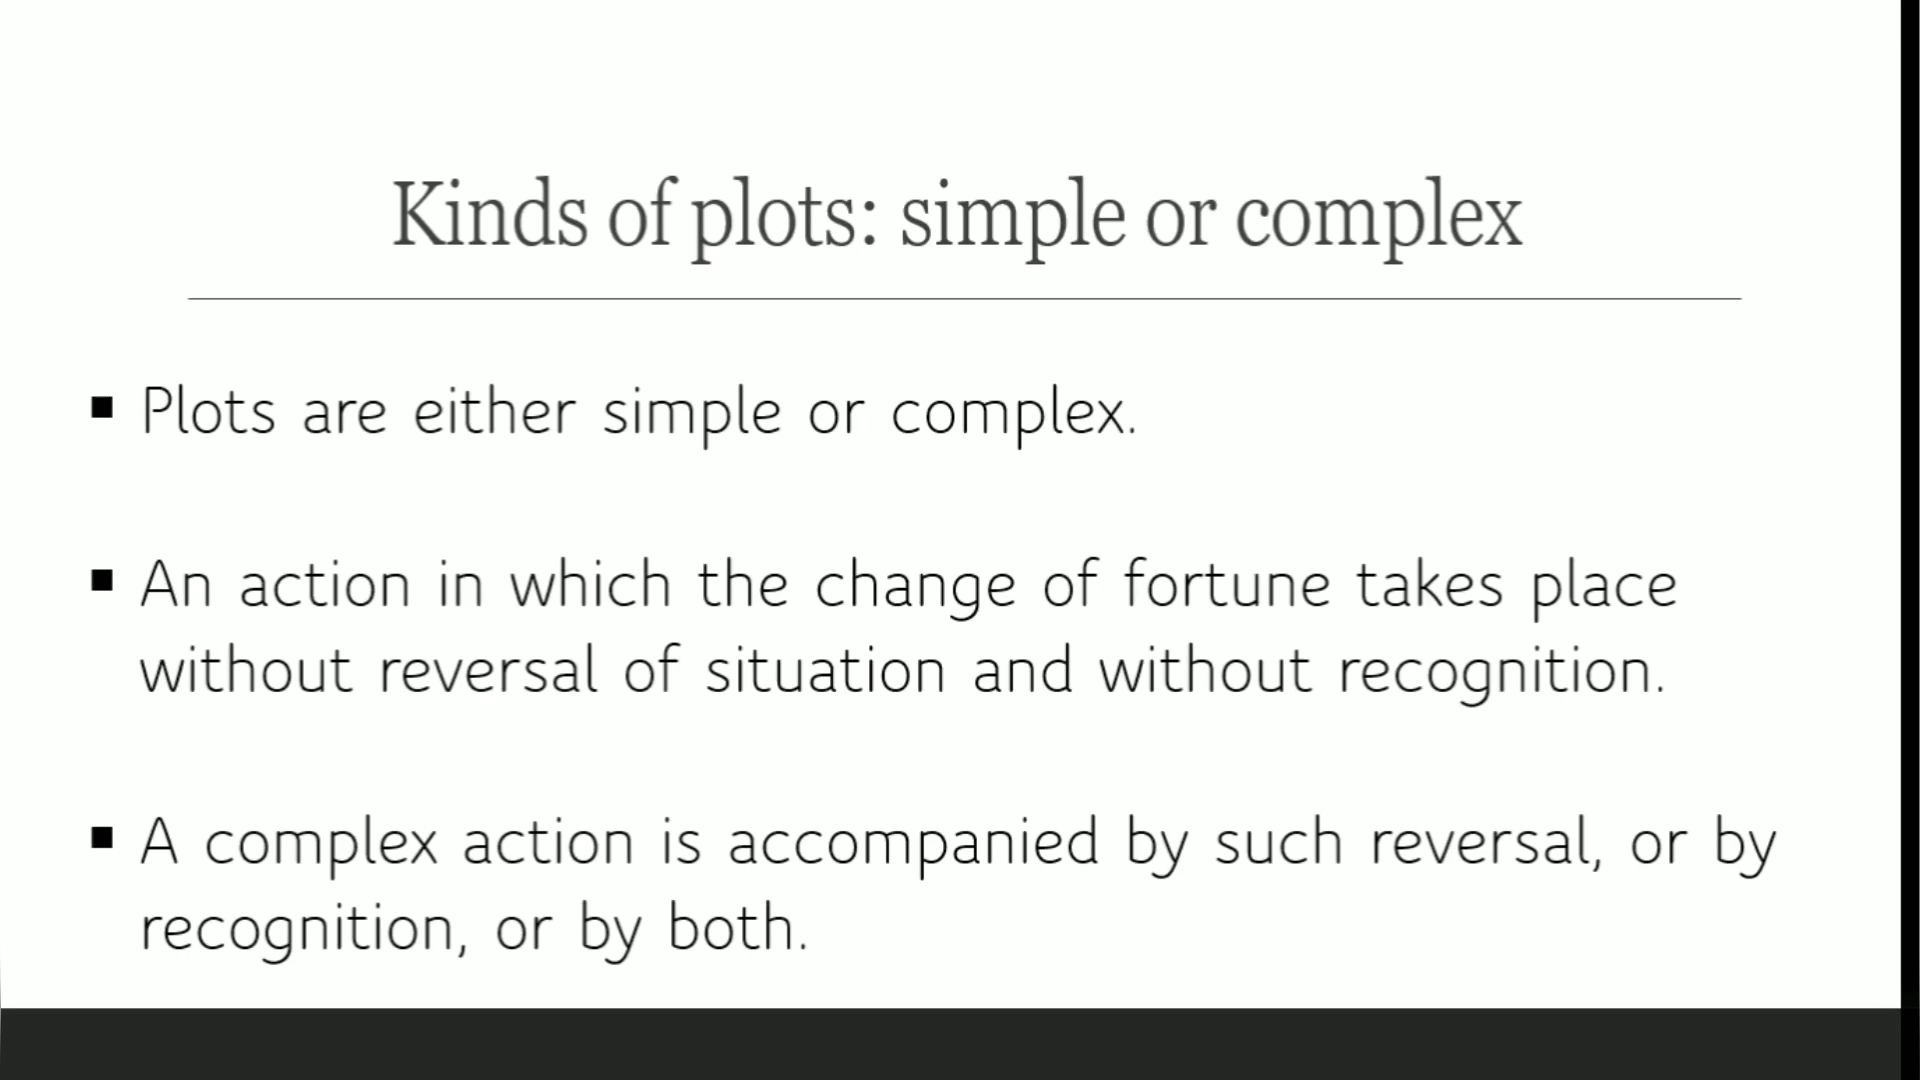 Kinds of plots: simple or complex
▪ Plots are either simple or complex.
▪ An action in which the change of fortune takes place
without reversal of situation and without recognition.
▪ A complex action is accompanied by such reversal, or by
recognition, or by both.